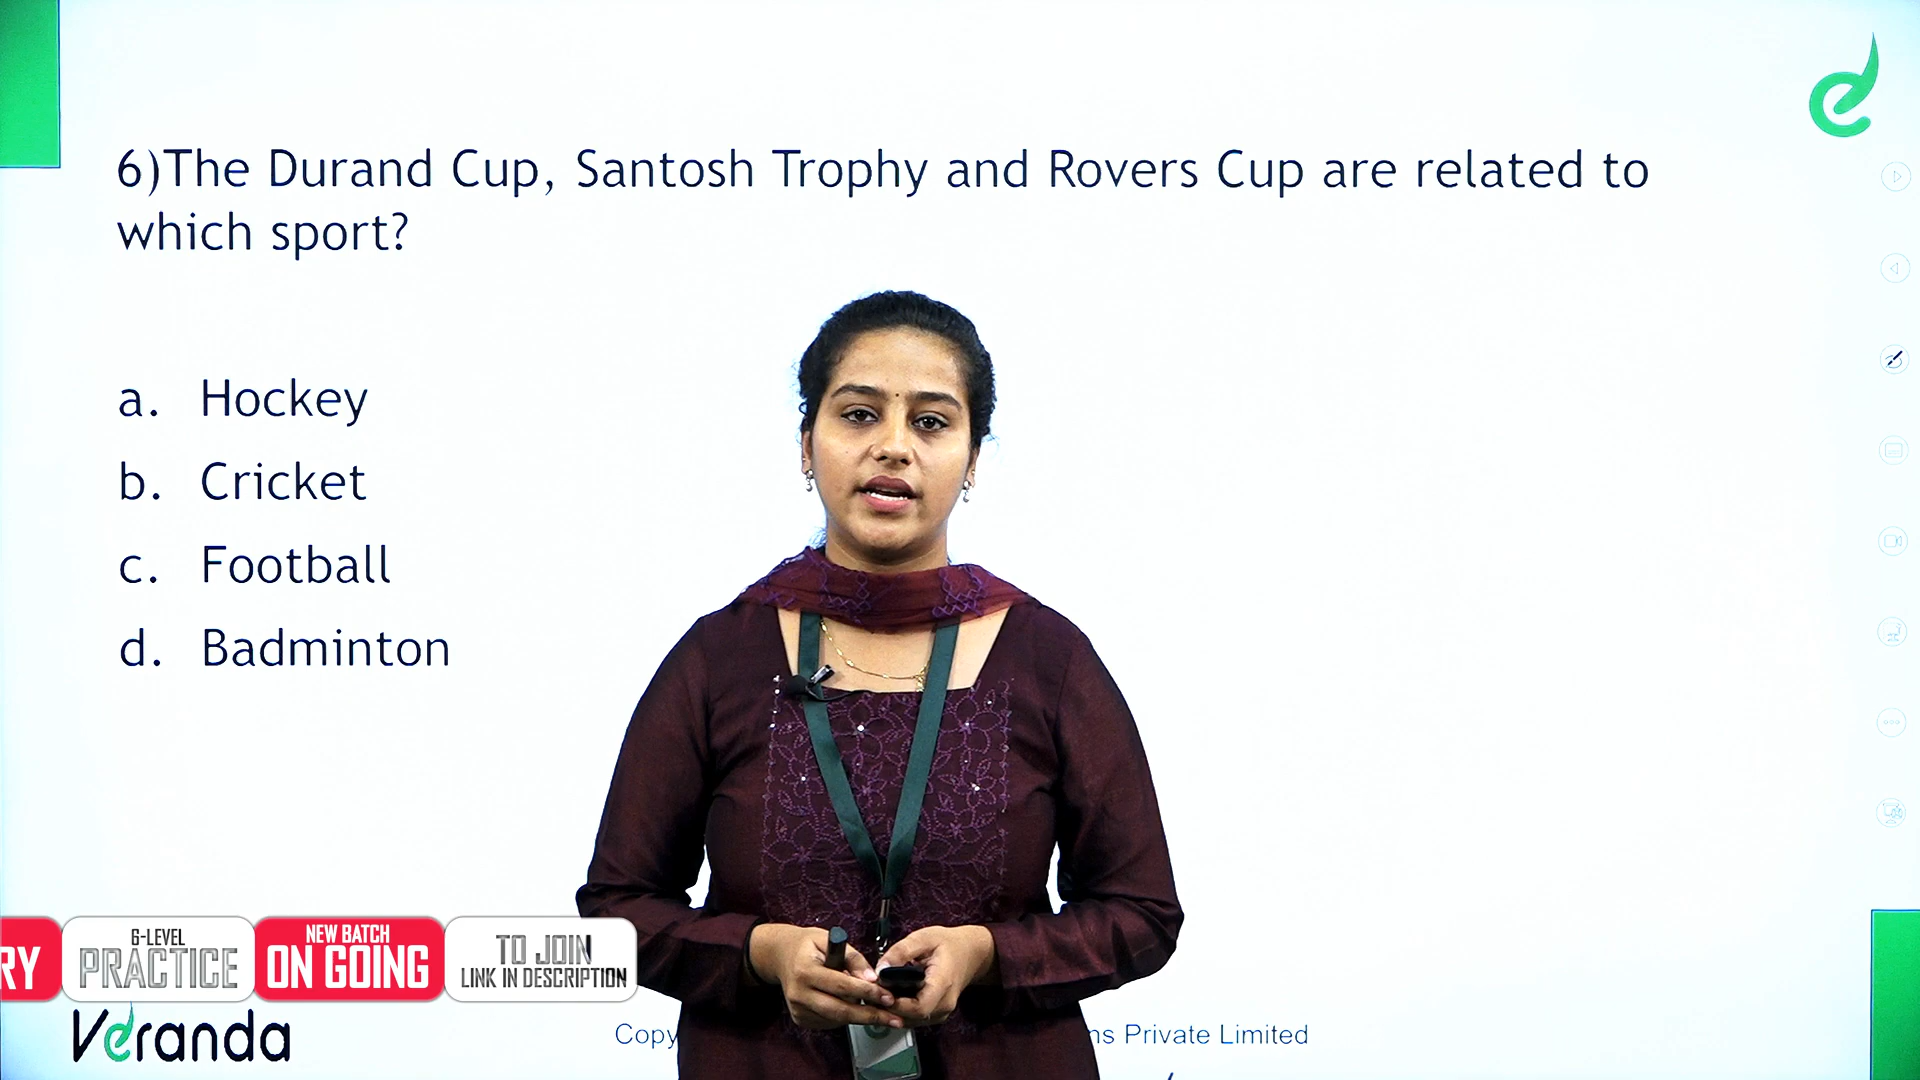 6)The Durand Cup, Santosh Trophy and Rovers Cup are related to
which sport?
a. Hockey
b. Cricket
c. Football
d. Badminton
RY
6-LEVEL
PRACTICE
NEW BATCH
ON GOING
TO JOIN
LINK IN DESCRIPTION
Veranda
Copy
ns Private Limited